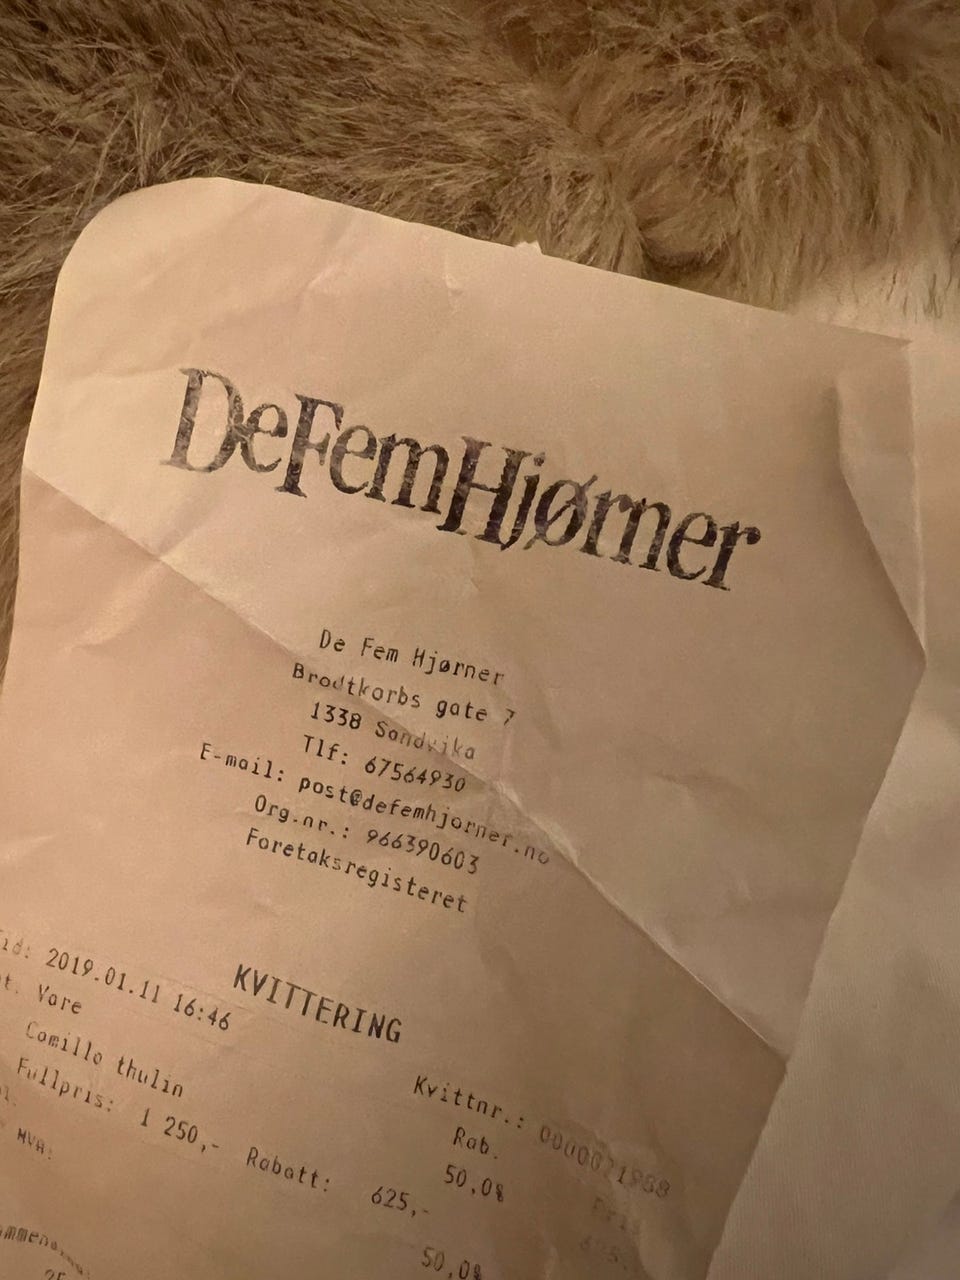 DeFemHjørner
De Fem Hjørner
Brodtkorbs gate 7
1338 Sandvika
Tlf: 67564930
E-mail: post@defemhjorner.no
Org.nr.: 966390603
Foretaksregisteret
KVITTERING
2019.01.11 16:46
Kvittnr.:
Vare
Rab.
thulin
50,0%
Fullpris: 1 250,- Rabatt: 625,-
MVA:
50,0%